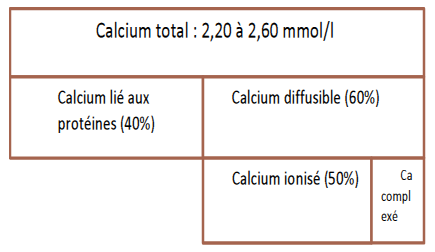 Calcium total : 2,20 à 2,60 mmol/l
Calcium lié aux
protéines (40%)
Calcium diffusible (60%)
Calcium ionisé (50%)
Ca
compl
exé